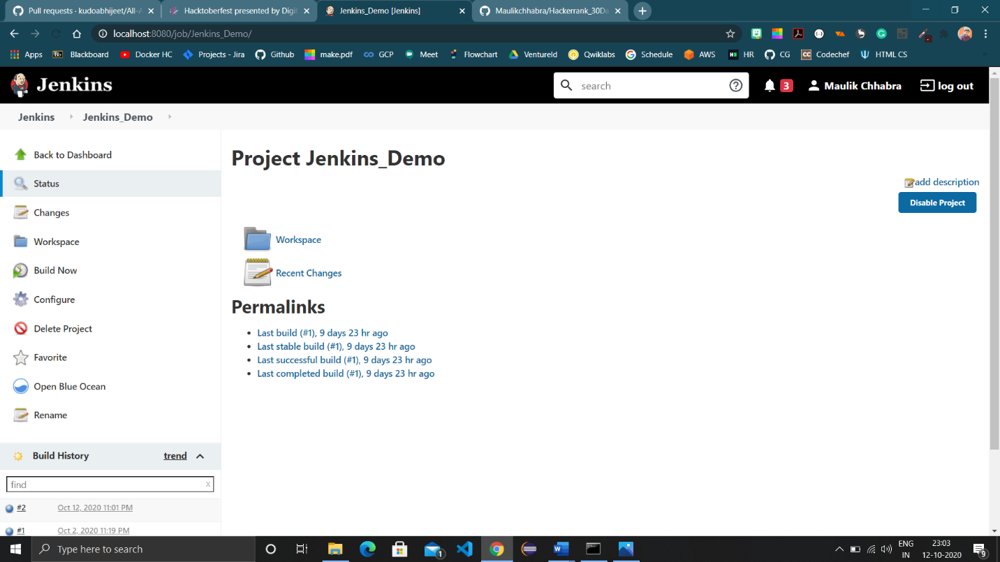 Pull requests · kudoabhijeet/All-A
Hacktoberfest presented by Digit
Jenkins_Demo [Jenkins]
Maulikchhabra/Hackerrank_30Da
localhost:8080/job/Jenkins_Demo/
Apps
Bb
Blackboard
Docker HC
Projects - Jira
Github
make.pdf
GCP
Meet
Flowchart
Ventureld
Qwiklabs
Schedule
AWS
HR
CG
CC
Codechef
HTML CS
Jenkins
search
3
Maulik Chhabra
log out
Jenkins
Jenkins_Demo
Back to Dashboard
Status
Changes
Workspace
Build Now
Configure
Delete Project
Favorite
Open Blue Ocean
Rename
Build History
trend
find
x
#2
Oct 12, 2020 11:01 PM
#1
Oct 2, 2020 11:19 PM
Project Jenkins_Demo
add description
Disable Project
Workspace
Recent Changes
Permalinks
Last build (#1), 9 days 23 hr ago
Last stable build (#1), 9 days 23 hr ago
Last successful build (#1), 9 days 23 hr ago
Last completed build (#1), 9 days 23 hr ago
Type here to search
1
ENG
IN
23:03
12-10-2020
9